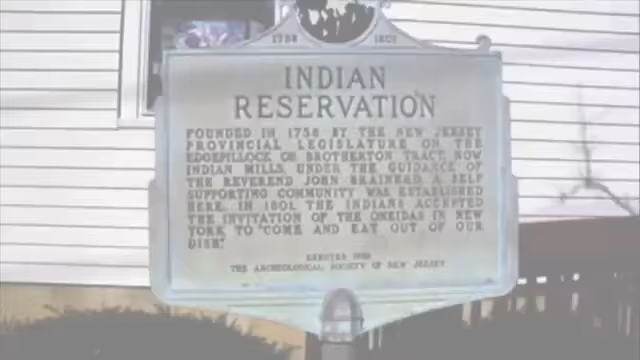 1758 1801
INDIAN
RESERVATION
FOUNDED IN 1758 BY THE NEW JERSEY
PROVINCIAL LEGISLATURE ON THE
EDGEPILLOCK OR BROTHERTON TRACT, NOW
INDIAN MILLS, UNDER THE GUIDANCE OF
THE REVEREND JOHN BRAINERD. A SELF
SUPPORTING COMMUNITY WAS ESTABLISHED
HERE. IN 1801, THE INDIANS ACCEPTED
THE INVITATION OF THE ONEIDAS IN NEW
YORK TO "COME AND EAT OUT OF OUR
DISH."
ERECTED
THE ARCHEOLOGICAL SOCIETY OF NEW JERSEY